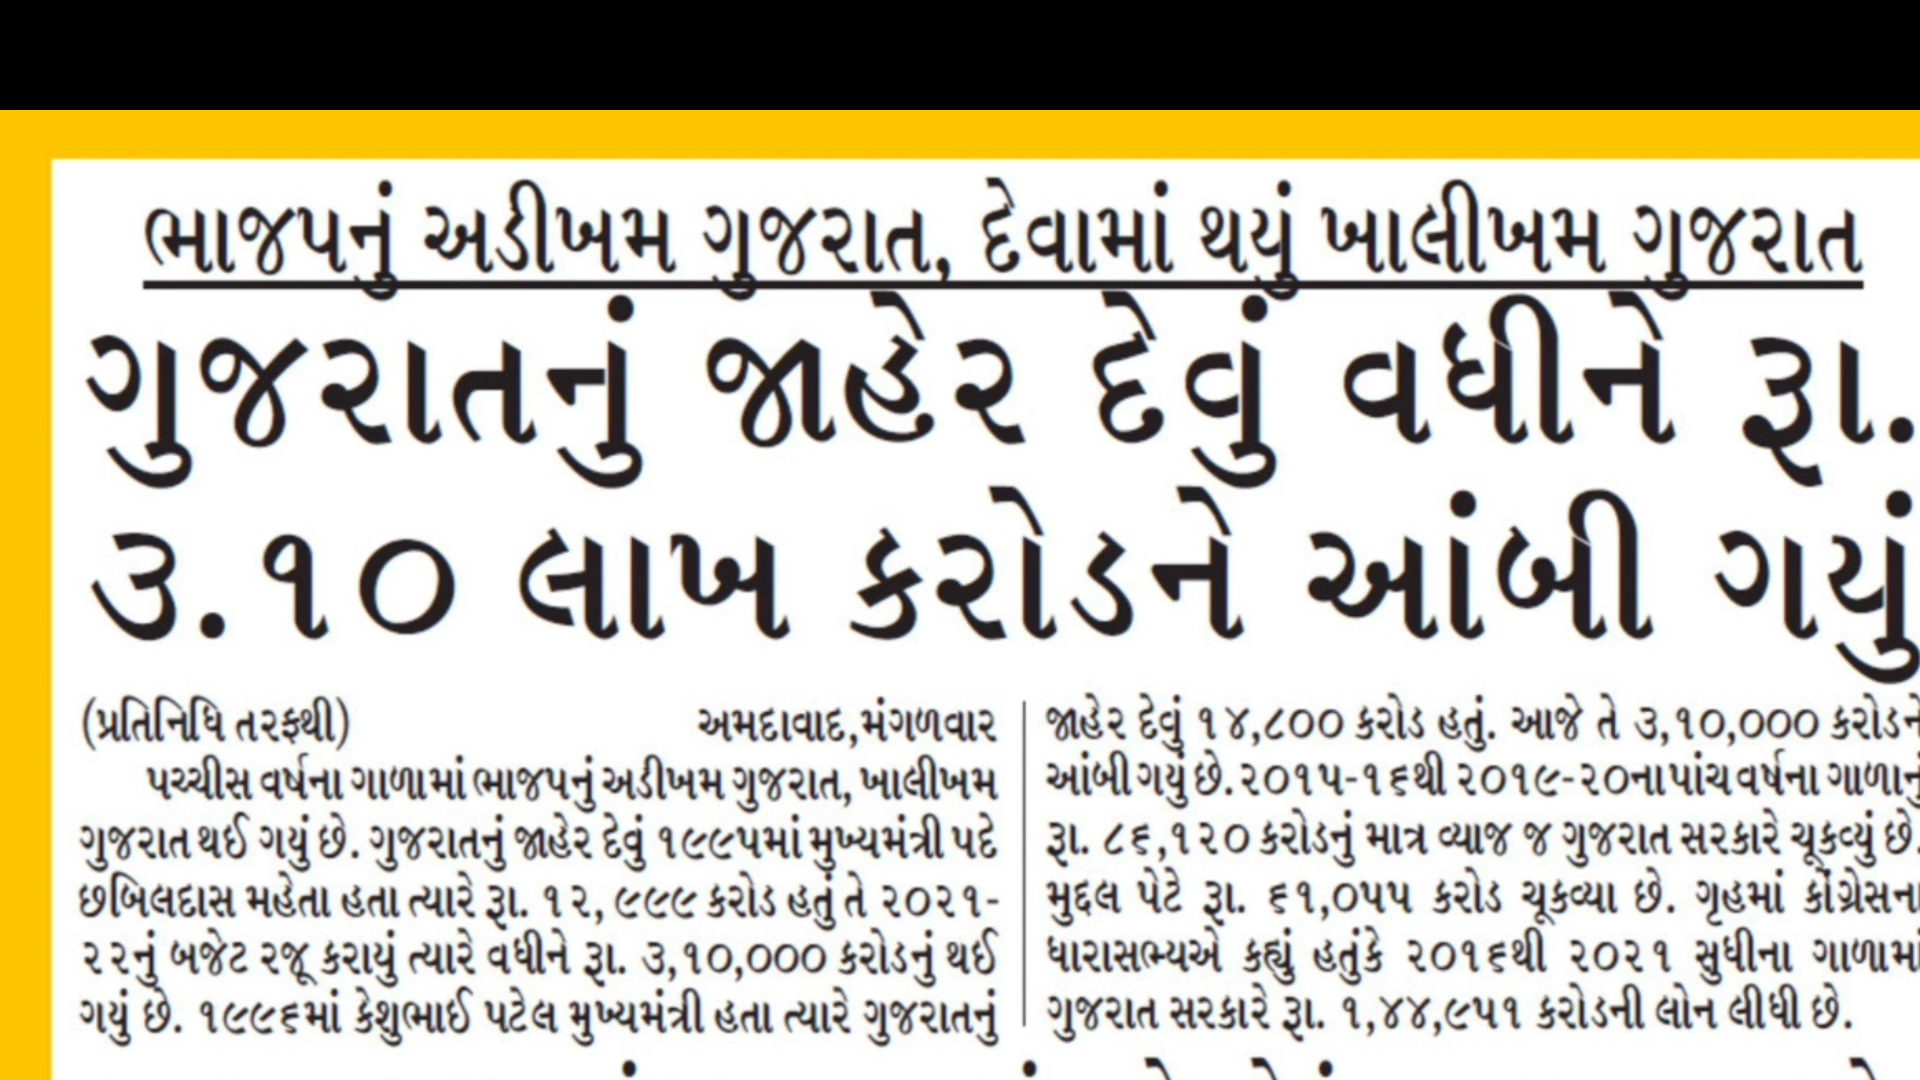 ભાજપનું અડીખમ ગુજરાત, દેવામાં થયું ખાલીખમ ગુજરાત
ગુજરાતનું જાહેર દેવું વધીને રૂા.
૩.૧૦ લાખ કરોડને આંબી ગયું
(પ્રતિનિધિ તરફથી) અમદાવાદ,મંગળવાર
પચ્ચીસ વર્ષના ગાળામાં ભાજપનું અડીખમ ગુજરાત, ખાલીખમ
ગુજરાત થઈ ગયું છે. ગુજરાતનું જાહેર દેવું ૧૯૯૫માં મુખ્યમંત્રી પદે
છબિલદાસ મહેતા હતા ત્યારે રૂા. ૧૨, ૯૯૯ કરોડ હતું તે ૨૦૨૧-
૨૨નું બજેટ રજૂ કરાયું ત્યારે વધીને રૂા. ૩,૧૦,૦૦૦ કરોડનું થઈ
ગયું છે. ૧૯૯૬માં કેશુભાઈ પટેલ મુખ્યમંત્રી હતા ત્યારે ગુજરાતનું
જાહેર દેવું ૧૪,૮૦૦ કરોડ હતું. આજે તે ૩,૧૦,૦૦૦ કરોડને
આંબી ગયું છે. ૨૦૧૫-૧૬થી ૨૦૧૯-૨૦ના પાંચ વર્ષના ગાળાનું
રૂા. ૮૬,૧૨૦ કરોડનું માત્ર વ્યાજ જ ગુજરાત સરકારે ચૂકવ્યું છે.
મુદ્દલ પેટે રૂા. ૬૧,૦૫૫ કરોડ ચૂકવ્યા છે. ગૃહમાં કોંગ્રેસના
ધારાસભ્યએ કહ્યું હતુંકે ૨૦૧૬થી ૨૦૨૧ સુધીના ગાળામાં
ગુજરાત સરકારે રૂા. ૧,૪૪,૯૫૧ કરોડની લોન લીધી છે.